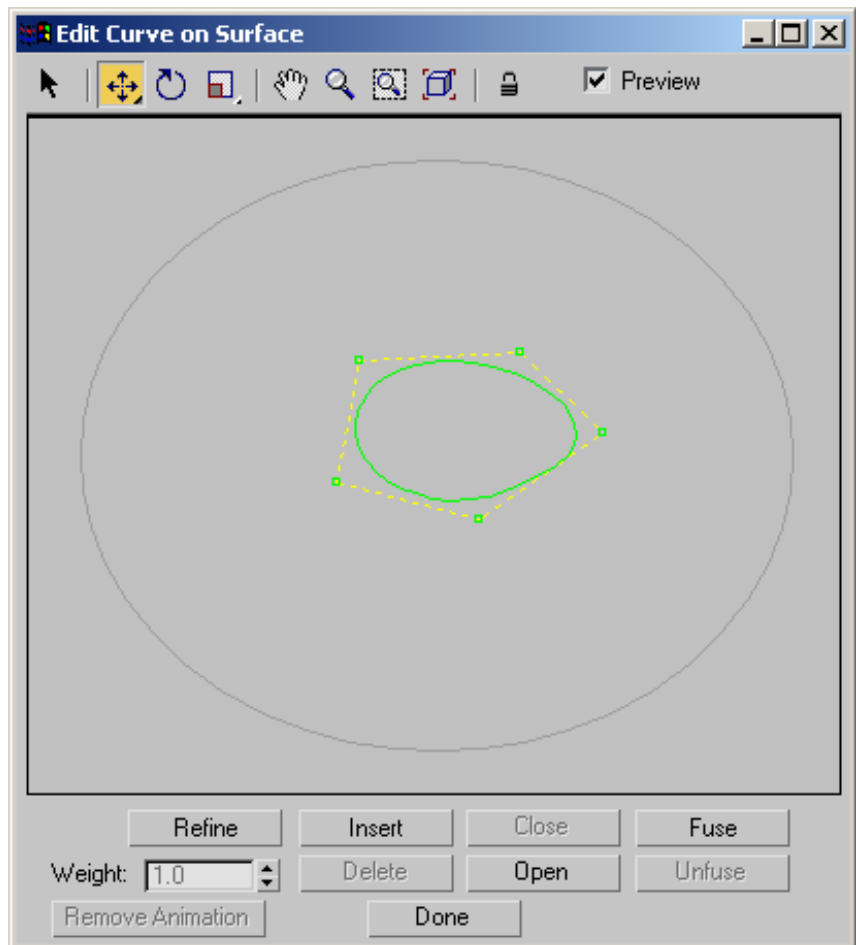 Edit Curve on Surface
Preview
Refine Insert Close Fuse
Weight: 1.0 Delete Open Unfuse
Remove Animation Done